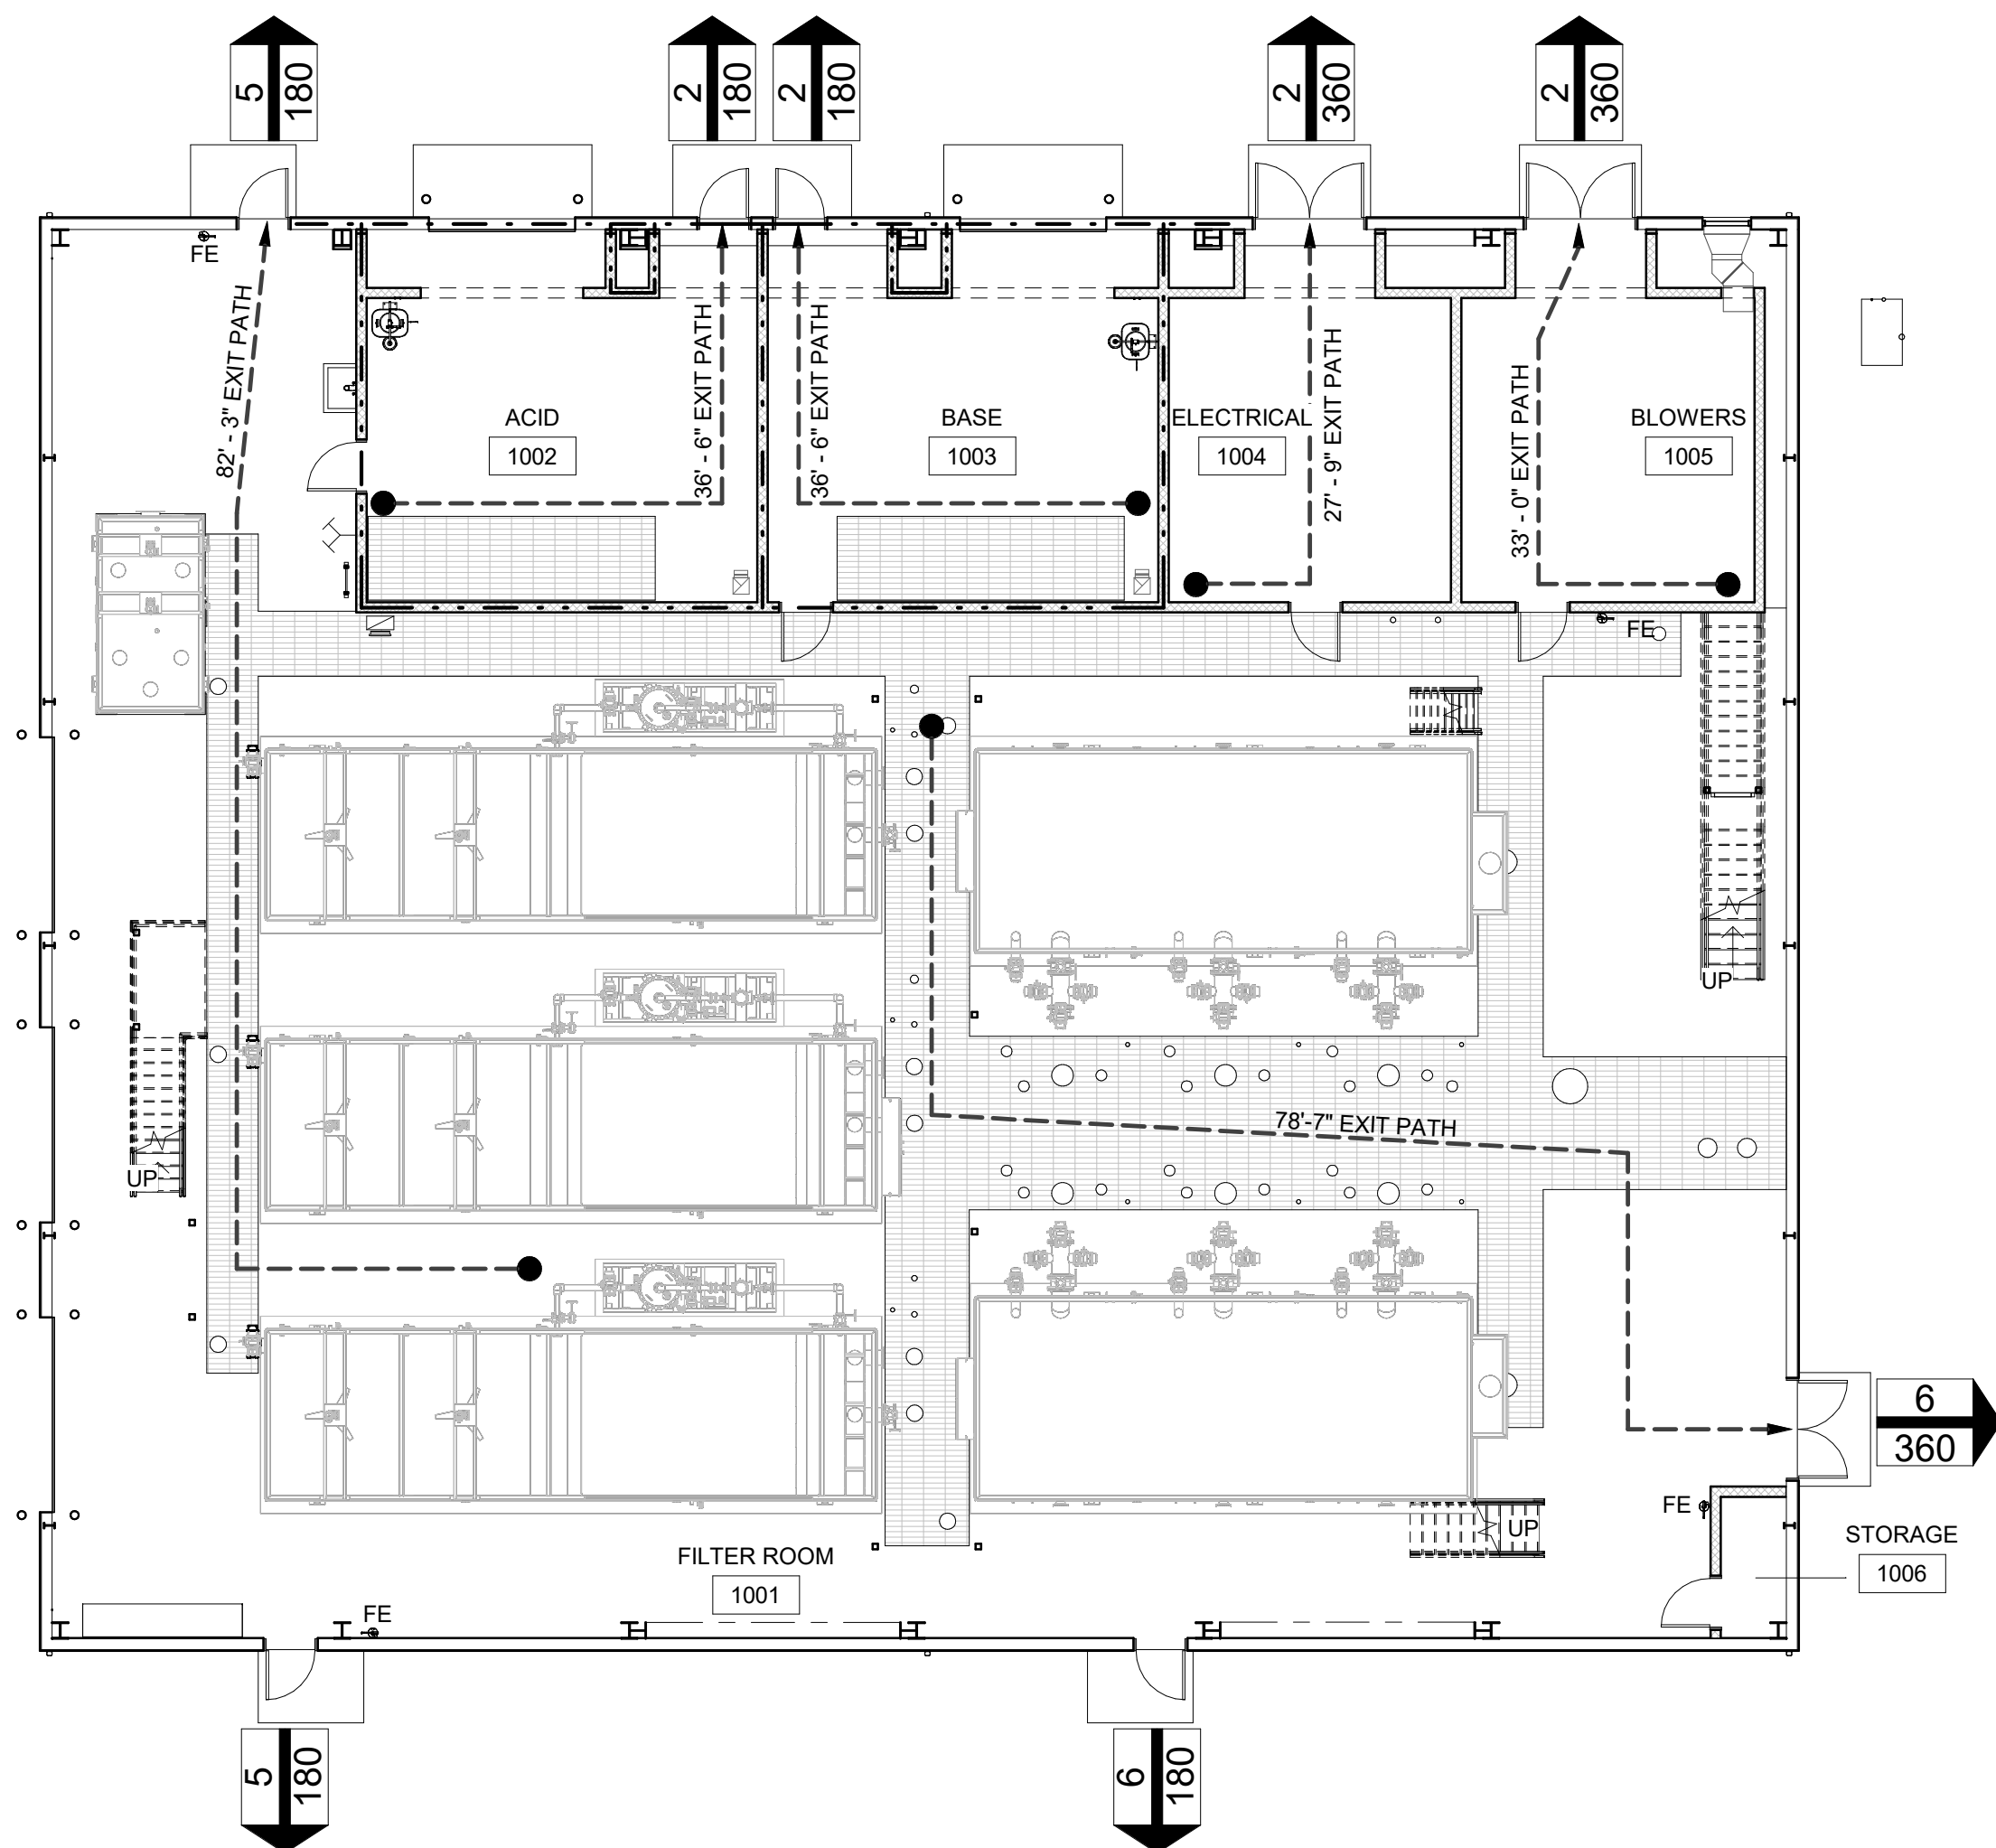 5
180
2
180
2
180
2
360
2
360
FE
82' - 3" EXIT PATH
36' - 6" EXIT PATH
36' - 6" EXIT PATH
27' - 9" EXIT PATH
33' - 0" EXIT PATH
ACID
1002
BASE
1003
ELECTRICAL
1004
BLOWERS
1005
FE
UP
78'-7" EXIT PATH
UP
6
360
FE
UP
STORAGE
1006
FILTER ROOM
1001
FE
5
180
6
180